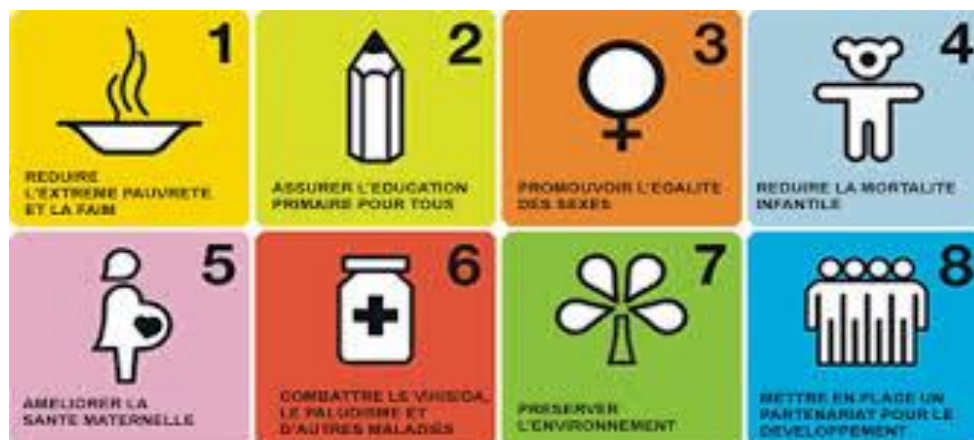 1
REDUIRE
L'EXTREME PAUVRETE
ET LA FAIM
2
ASSURER L'EDUCATION
PRIMAIRE POUR TOUS
3
PROMOUVOIR L'EGALITE
DES SEXES
4
REDUIRE LA MORTALITE
INFANTILE
5
AMELIORER LA
SANTE MATERNELLE
6
COMBATTRE LE VIH/SIDA,
LE PALUDISME ET
D'AUTRES MALADIES
7
PRESERVER
L'ENVIRONNEMENT
8
METTRE EN PLACE UN
PARTENARIAT POUR LE
DEVELOPPEMENT